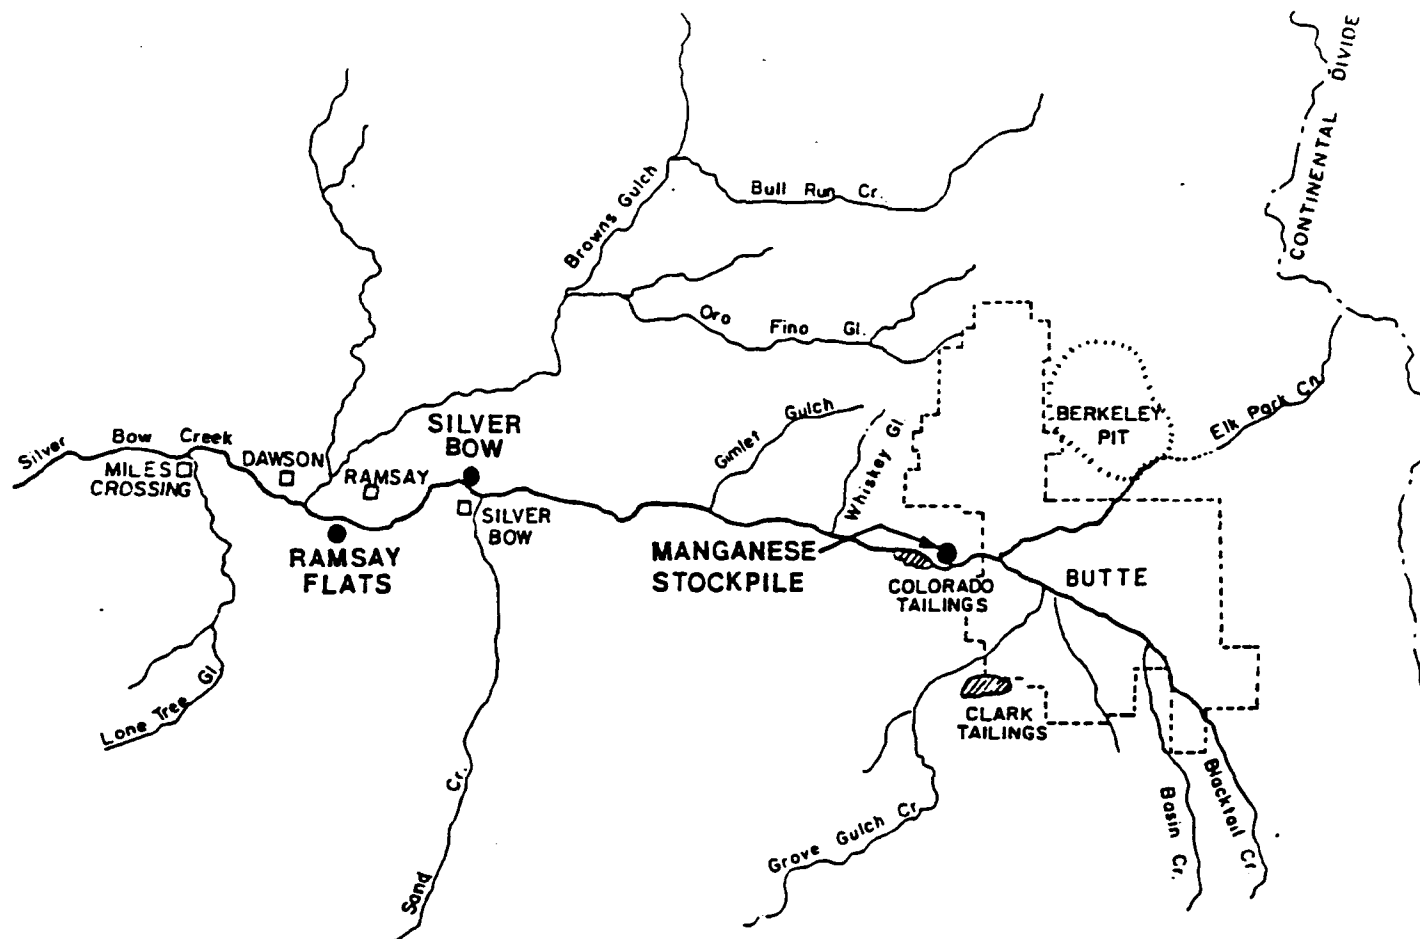 CONTINENTAL DIVIDE
Browns Gulch
Bull Run Cr.
Oro Fino Gl.
Elk Park Cn.
BERKELEY
PIT
Gimlet Gulch
Whiskey Gl.
SILVER
BOW
Silver Bow Creek
DAWSON
RAMSAY
MILES
CROSSING
SILVER
BOW
RAMSAY
FLATS
MANGANESE
STOCKPILE
COLORADO
TAILINGS
BUTTE
Lone Tree Gl.
CLARK
TAILINGS
Sand Cr.
Grove Gulch Cr.
Basin Cr.
Blacktail Cr.